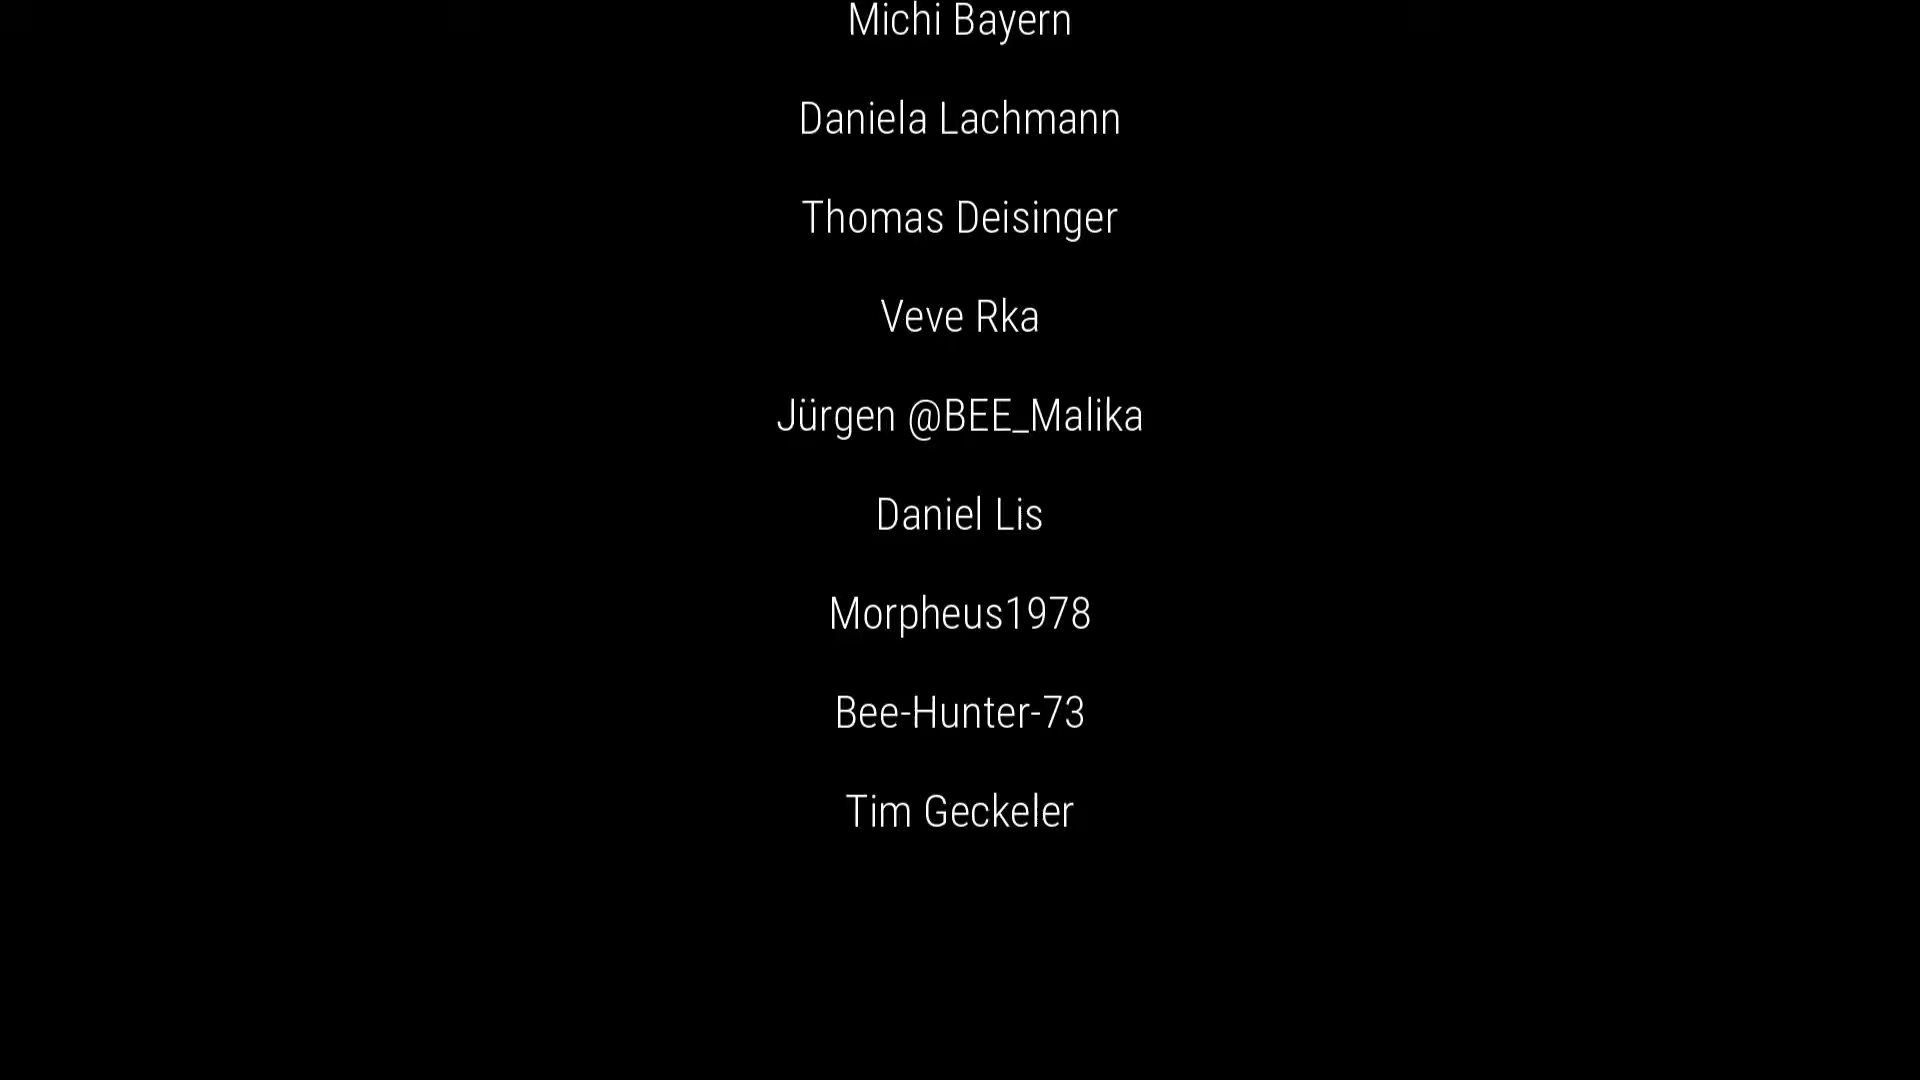 Michi Bayern
Daniela Lachmann
Thomas Deisinger
Veve Rka
Jürgen @BEE_Malika
Daniel Lis
Morpheus1978
Bee-Hunter-73
Tim Geckeler